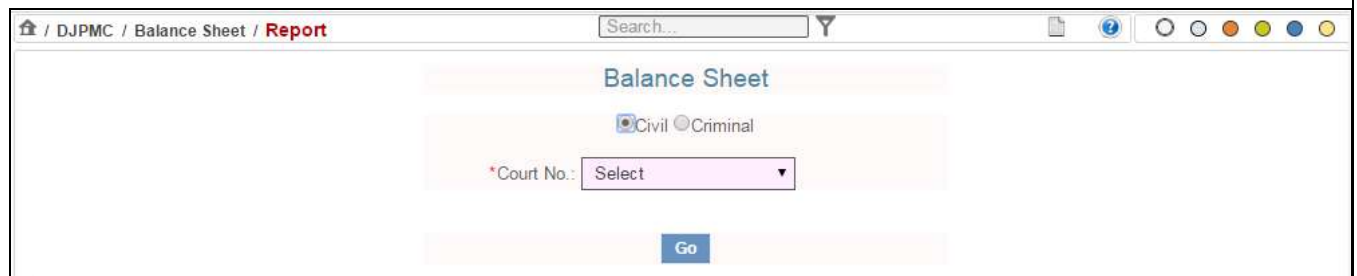 / DJPMC / Balance Sheet / Report Search... ?
Balance Sheet
Civil Criminal
*Court No.: Select
Go